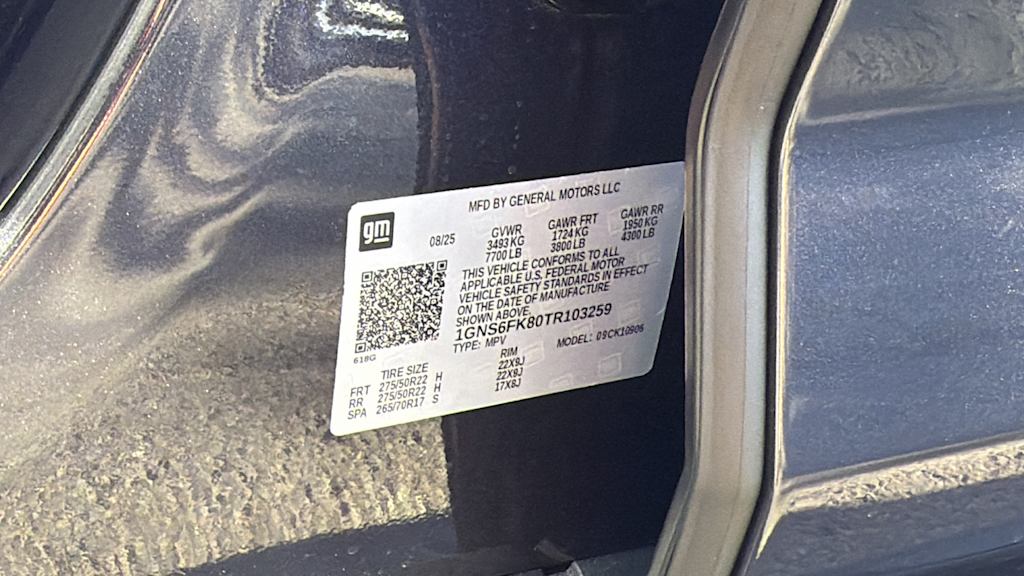 MFD BY GENERAL MOTORS LLC
gm
08/25
GVWR GAWR FRT GAWR RR
3493 KG 1724 KG 1950 KG
7700 LB 3800 LB 4300 LB
THIS VEHICLE CONFORMS TO ALL
APPLICABLE U.S. FEDERAL MOTOR
VEHICLE SAFETY STANDARDS IN EFFECT
ON THE DATE OF MANUFACTURE
SHOWN ABOVE.
1GNS6FK80TR103259
TYPE: MPV MODEL: 09CK10906
618G
TIRE SIZE RIM
FRT 275/50R22 H 22X9J
RR 275/50R22 H 22X9J
SPA 265/70R17 S 17X8J